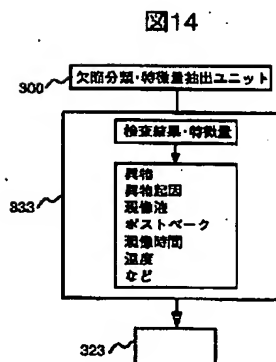 図14
300
欠陥分類・特徴量抽出ユニット
検査結果・特徴量
異物
異物起因
現像液
ポストベーク
現像時間
温度
など
333
323